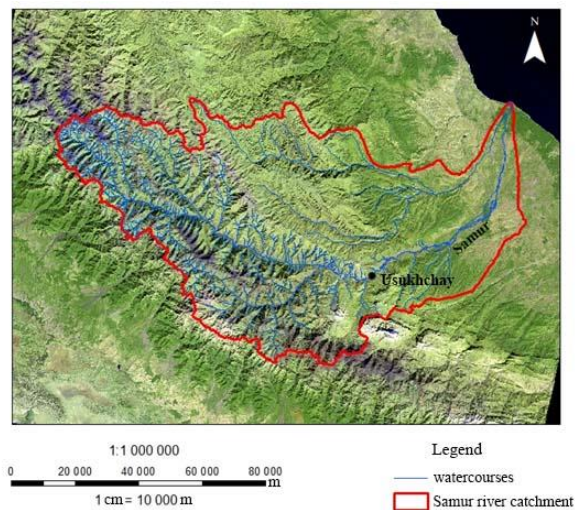 N
Samur
Usukhchay
1:1 000 000
0 20 000 40 000 60 000 80 000
m
1 cm = 10 000 m
Legend
watercourses
Samur river catchment